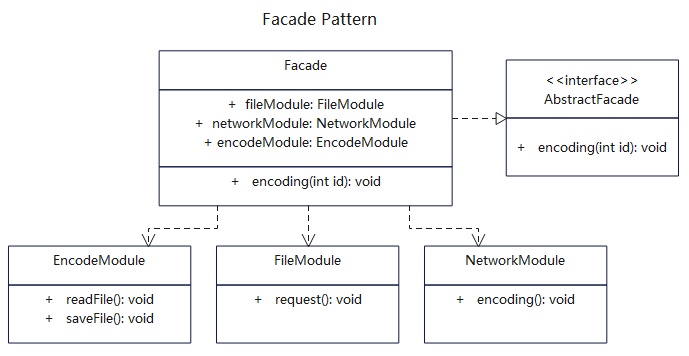 Facade Pattern
Facade
+ fileModule: FileModule
+ networkModule: NetworkModule
+ encodeModule: EncodeModule
+ encoding(int id): void
<<interface>>
AbstractFacade
+ encoding(int id): void
EncodeModule
+ readFile(): void
+ saveFile(): void
FileModule
+ request(): void
NetworkModule
+ encoding(): void